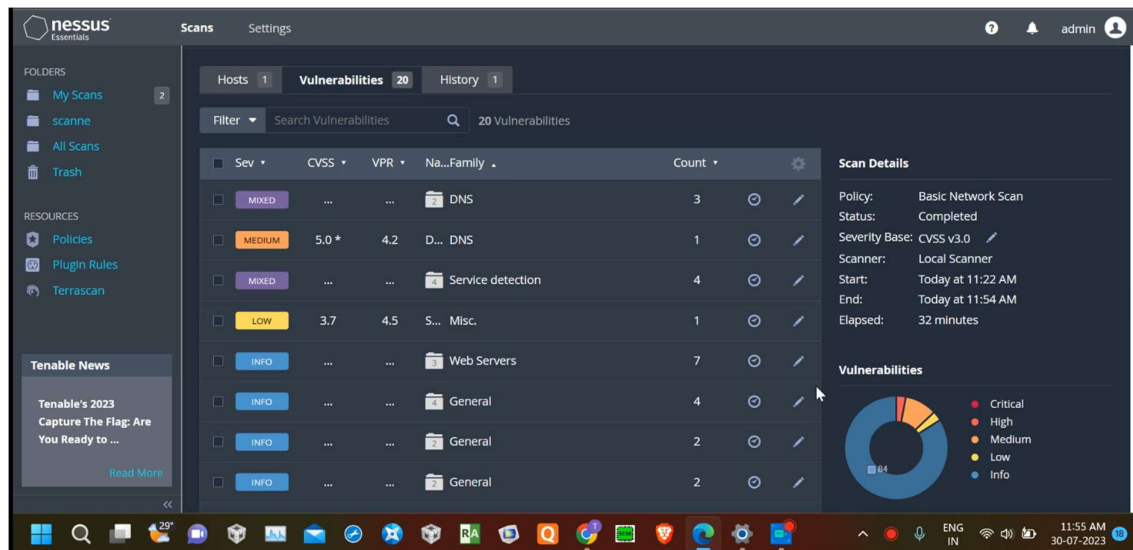 nessus
Essentials
Scans
Settings
admin
FOLDERS
My Scans 2
scanne
All Scans
Trash
RESOURCES
Policies
Plugin Rules
Terrascan
Tenable News
Tenable's 2023
Capture The Flag: Are
You Ready to ...
Read More
Hosts 1
Vulnerabilities 20
History 1
Filter
Search Vulnerabilities
20 Vulnerabilities
Sev CVSS VPR Na...Family Count
MIXED ... ... 2 DNS 3
MEDIUM 5.0 * 4.2 D... DNS 1
MIXED ... ... 4 Service detection 4
LOW 3.7 4.5 S... Misc. 1
INFO ... ... 3 Web Servers 7
INFO ... ... 4 General 4
INFO ... ... 2 General 2
INFO ... ... 2 General 2
Scan Details
Policy: Basic Network Scan
Status: Completed
Severity Base: CVSS v3.0
Scanner: Local Scanner
Start: Today at 11:22 AM
End: Today at 11:54 AM
Elapsed: 32 minutes
Vulnerabilities
Critical
High
Medium
Low
Info
84
29°
RA
ENG
IN
11:55 AM
30-07-2023
18